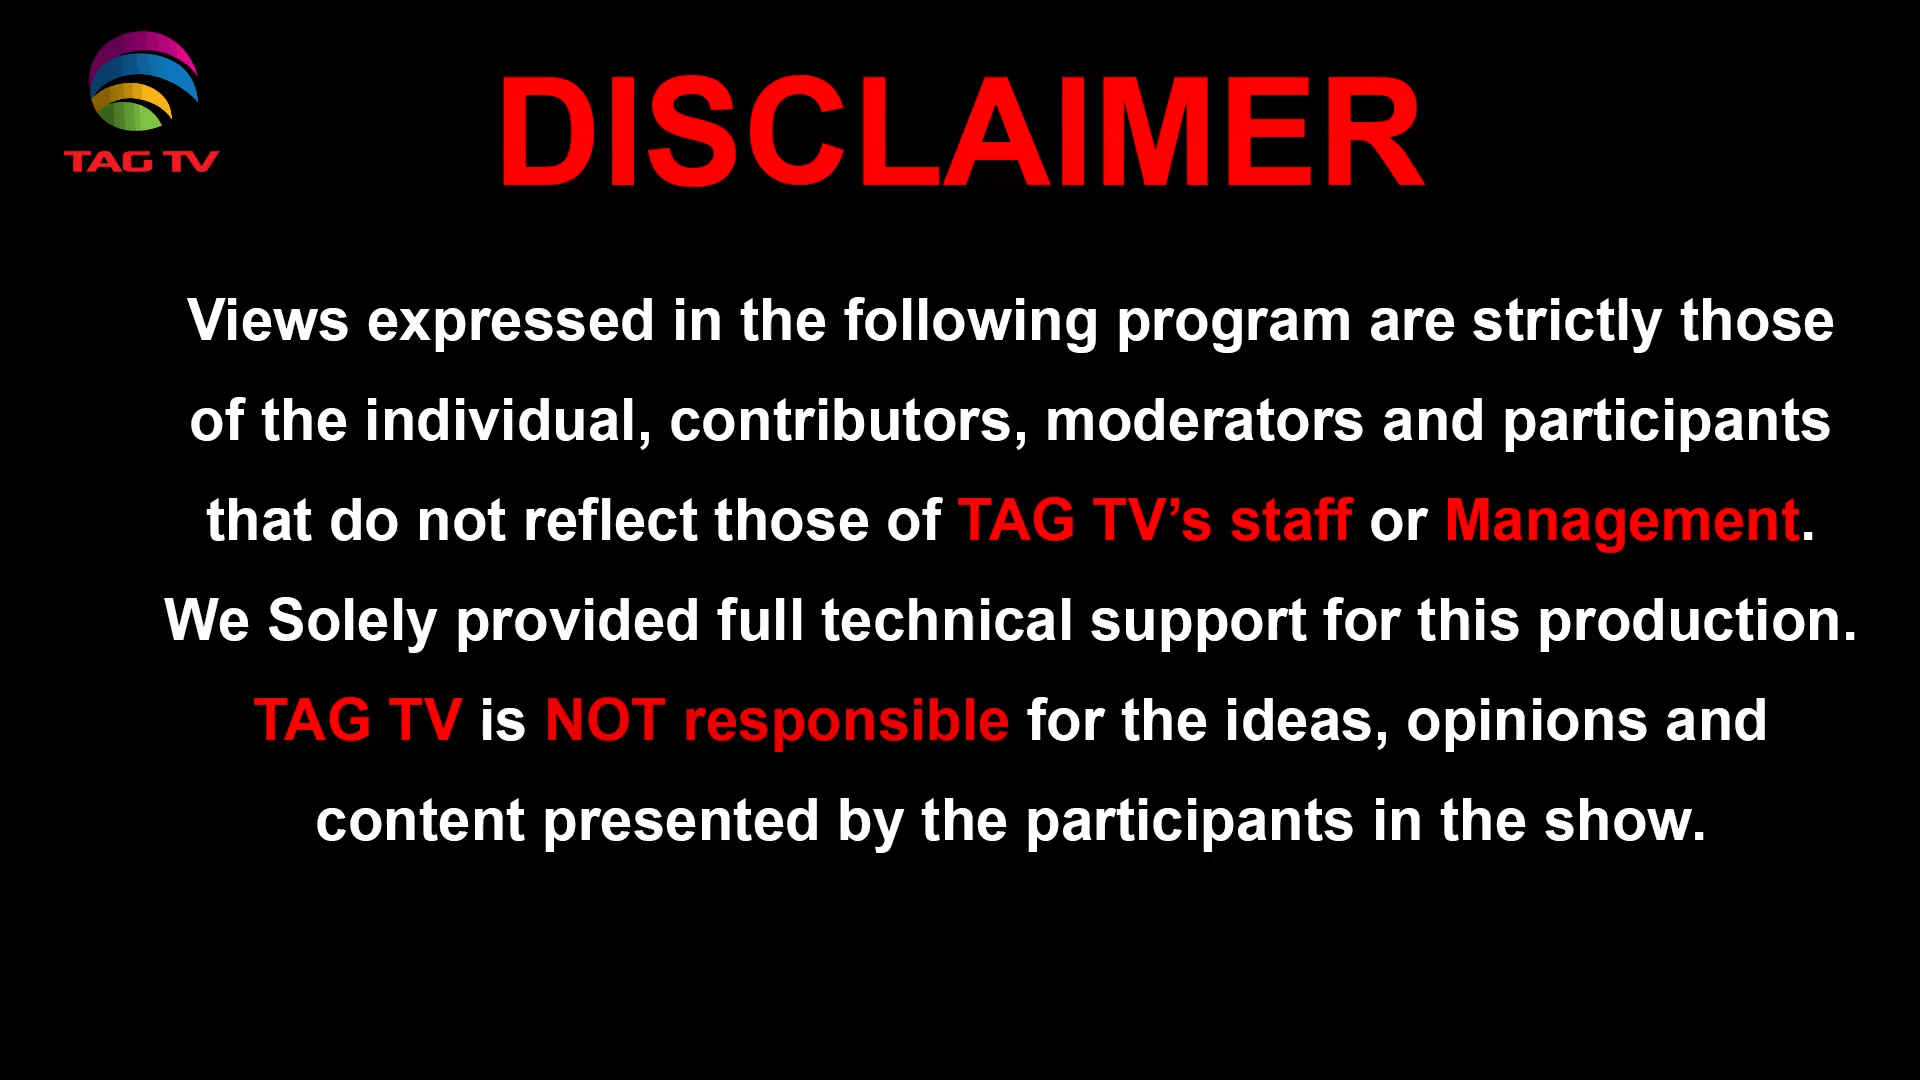 TAG TV
DISCLAIMER
Views expressed in the following program are strictly those
of the individual, contributors, moderators and participants
that do not reflect those of TAG TV’s staff or Management.
We Solely provided full technical support for this production.
TAG TV is NOT responsible for the ideas, opinions and
content presented by the participants in the show.